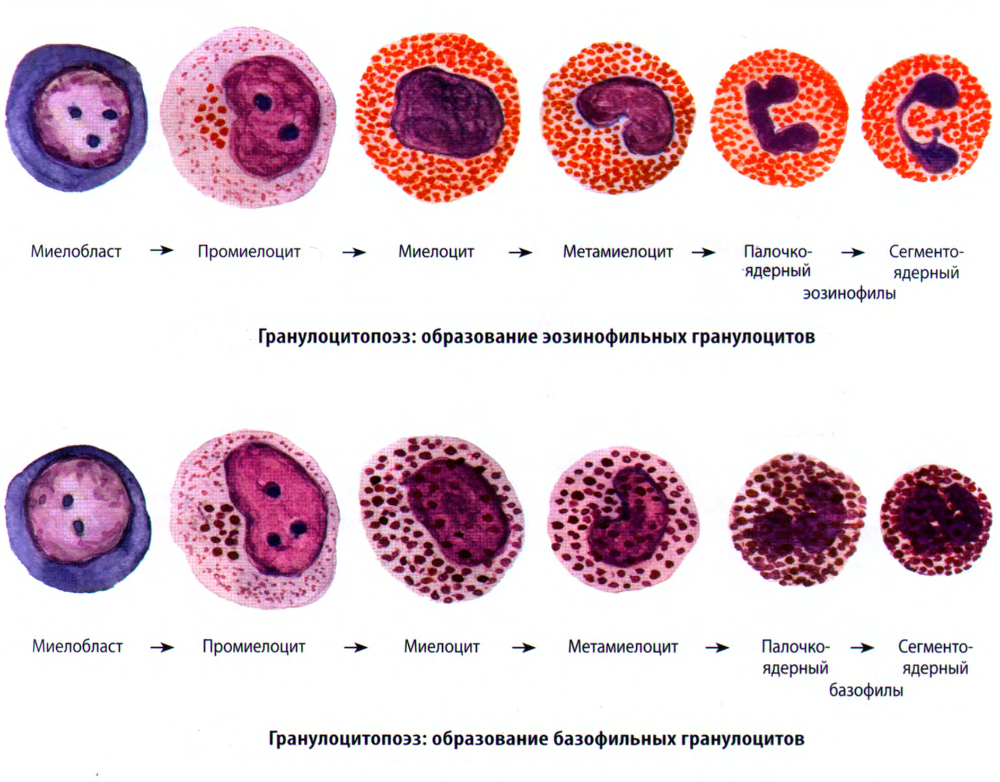 Миелобласт → Промиелоцит → Миелоцит → Метамиелоцит → Палочко- → Сегменто-
ядерный ядерный
эозинофилы
Гранулоцитопоэз: образование эозинофильных гранулоцитов
Миелобласт → Промиелоцит → Миелоцит → Метамиелоцит → Палочко- → Сегменто-
ядерный ядерный
базофилы
Гранулоцитопоэз: образование базофильных гранулоцитов